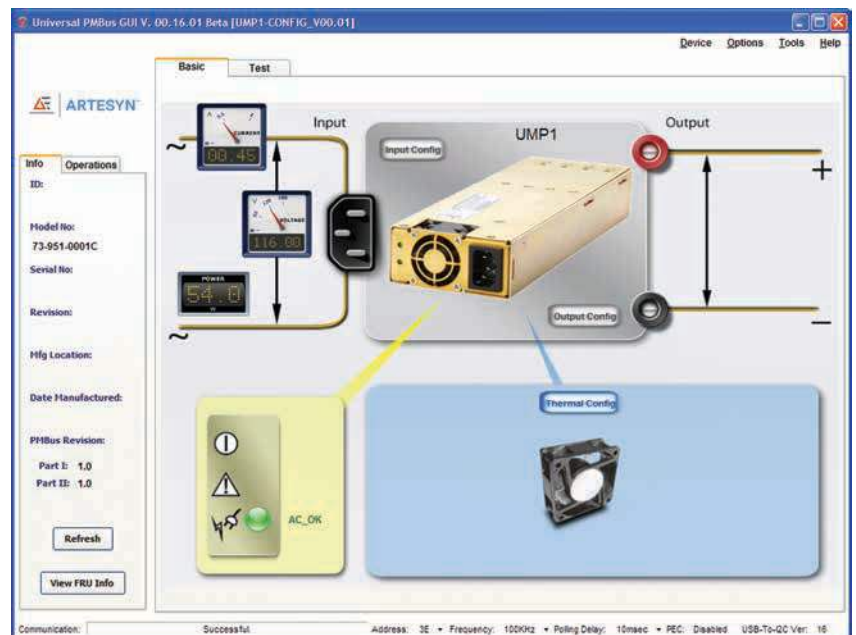 Universal PMBus GUI V. 00.16.01 Beta [UMP1-CONFIG_V00.01]
Device Options Tools Help
Basic Test
ARTESYN
Info Operations
ID:
Model No:
73-951-0001C
Serial No:
Revision:
Mfg Location:
Date Manufactured:
PMBus Revision:
Part I: 1.0
Part II: 1.0
Refresh
View FRU Info
Input
UMP1
Output
Input Config
CURRENT
00.45
VOLTAGE
116.00
POWER
54.0
Output Config
+
−
~
~
AC_OK
Thermal Config
Communication: Successful Address: 3E Frequency: 100KHz Polling Delay: 10msec PEC: Disabled USB-To-I2C Ver: 16